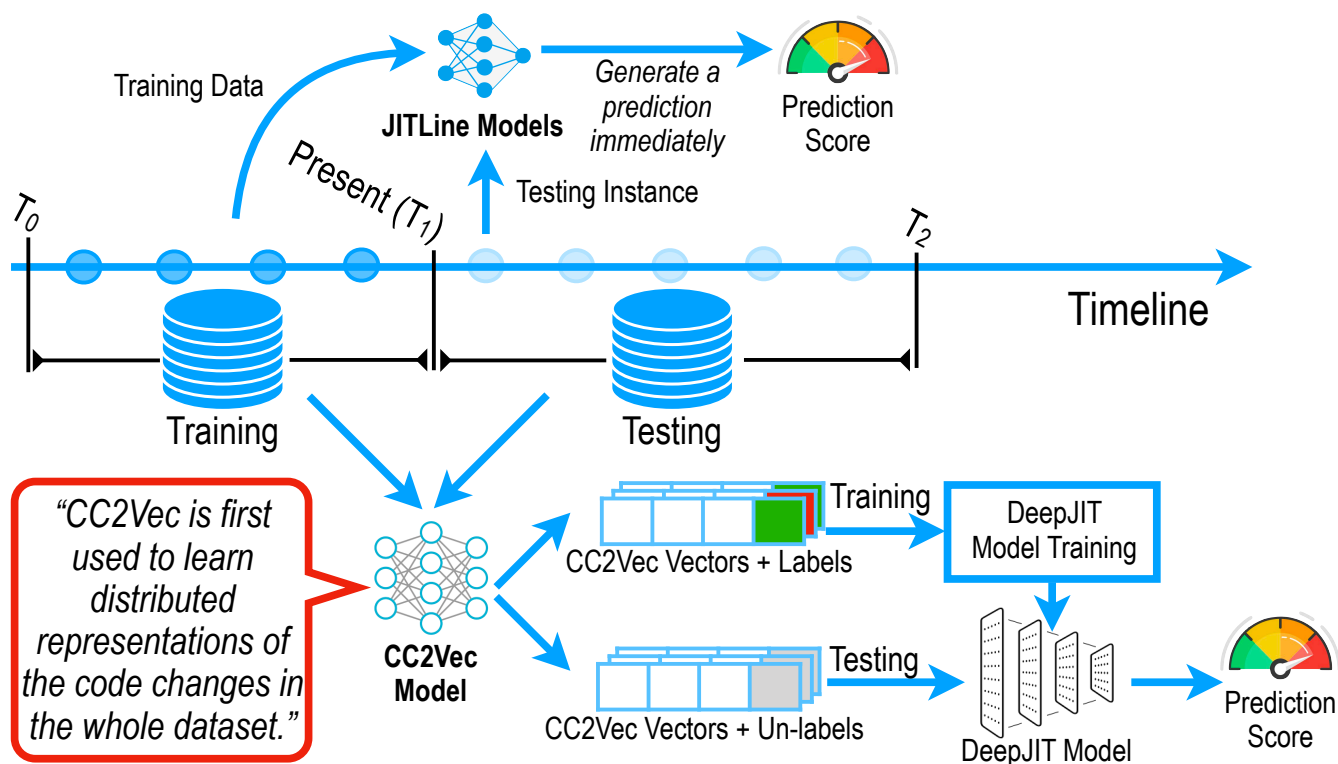 Training Data
JITLine Models
Generate a
prediction
immediately
Prediction
Score
Testing Instance
T0
Present (T1)
T2
Timeline
Training
Testing
“CC2Vec is first
used to learn
distributed
representations of
the code changes in
the whole dataset.”
CC2Vec
Model
CC2Vec Vectors + Labels
Training
DeepJIT
Model Training
CC2Vec Vectors + Un-labels
Testing
DeepJIT Model
Prediction
Score